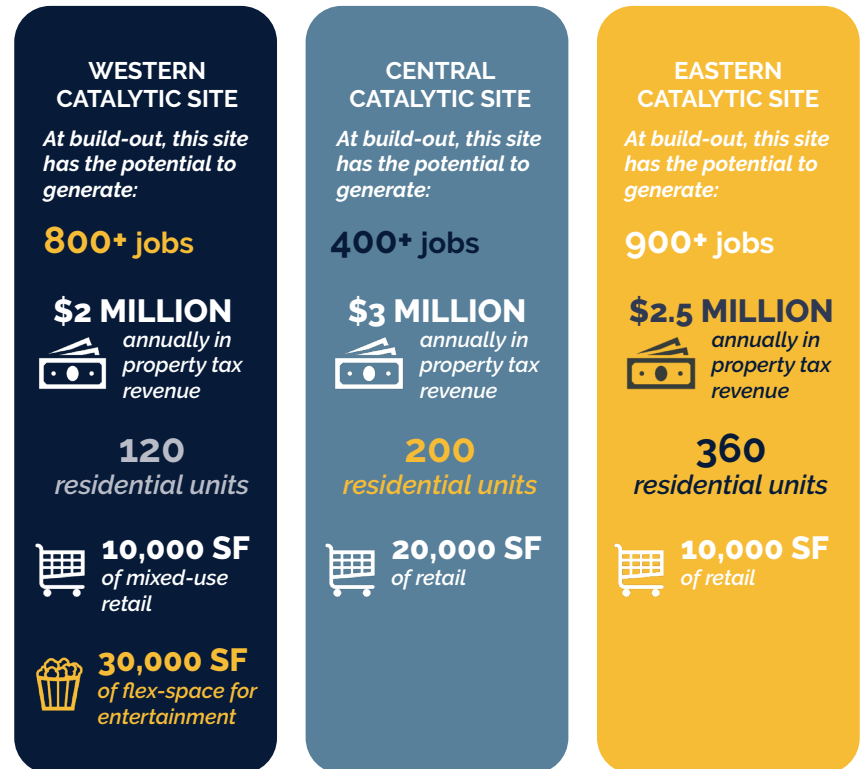 WESTERN
CATALYTIC SITE
At build-out, this site
has the potential to
generate:
800+ jobs
$2 MILLION
annually in
property tax
revenue
120
residential units
10,000 SF
of mixed-use
retail
30,000 SF
of flex-space for
entertainment
CENTRAL
CATALYTIC SITE
At build-out, this site
has the potential to
generate:
400+ jobs
$3 MILLION
annually in
property tax
revenue
200
residential units
20,000 SF
of retail
EASTERN
CATALYTIC SITE
At build-out, this site
has the potential to
generate:
900+ jobs
$2.5 MILLION
annually in
property tax
revenue
360
residential units
10,000 SF
of retail